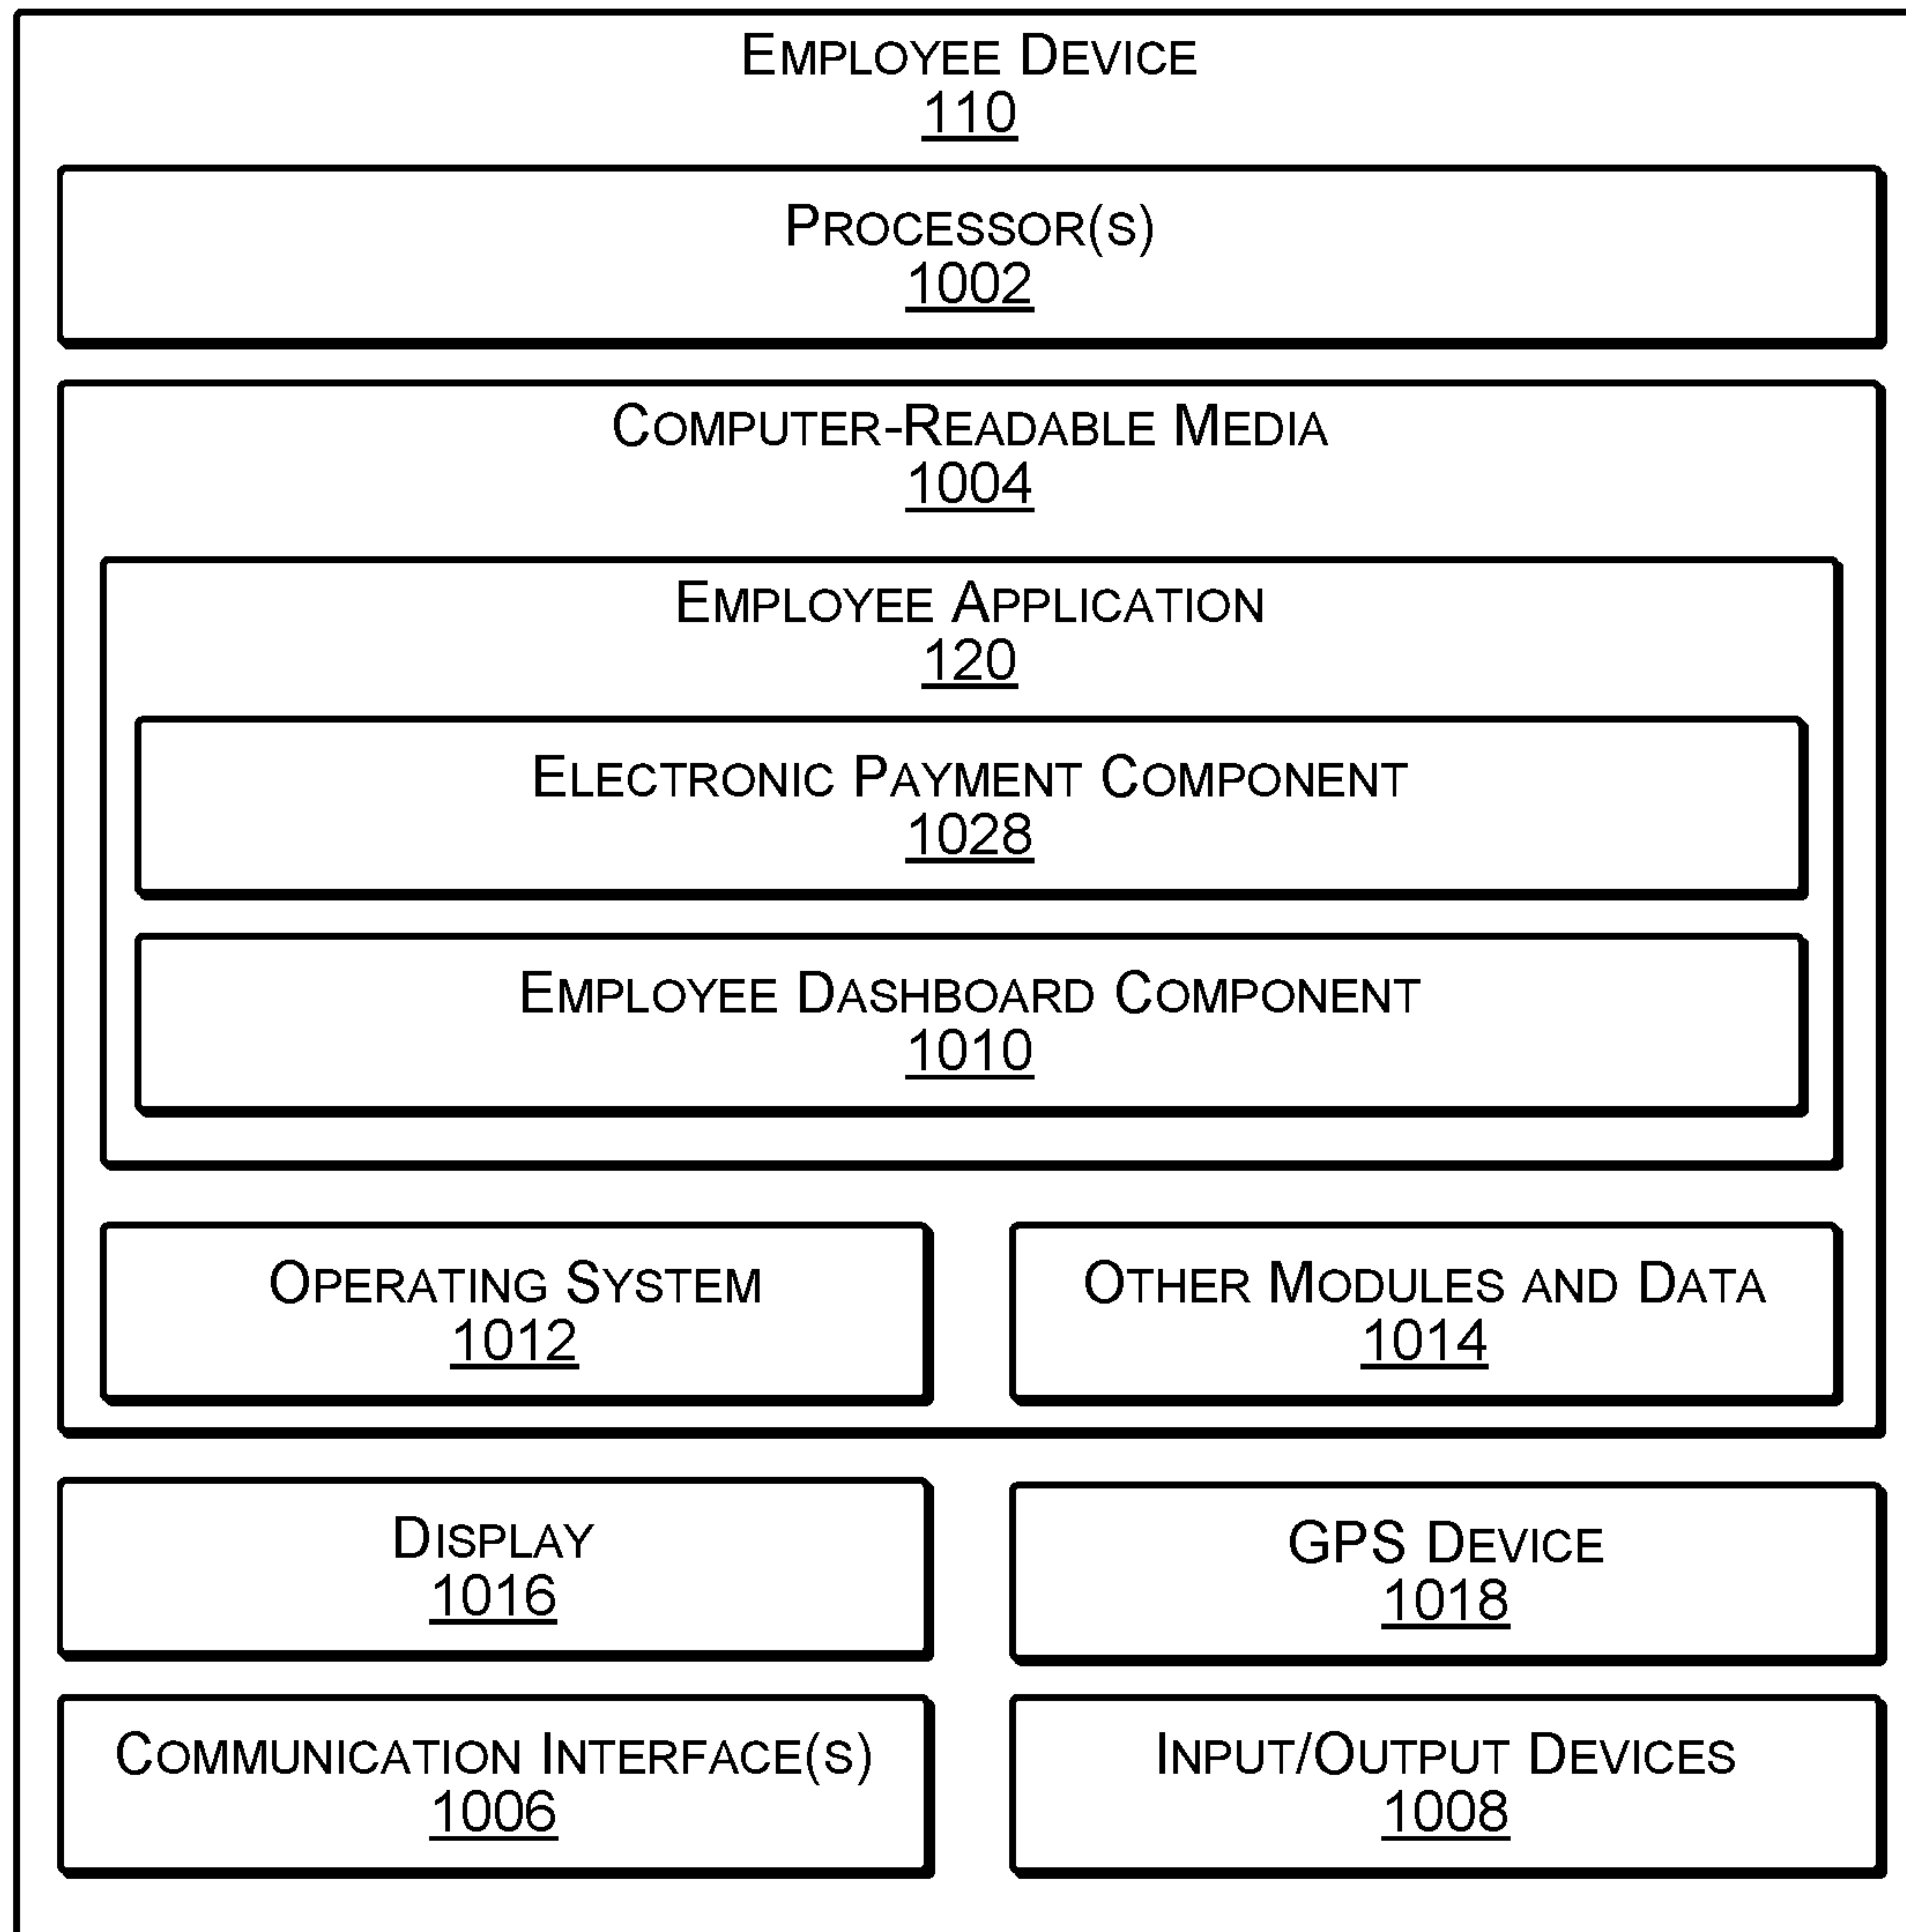 EMPLOYEE DEVICE
110
PROCESSOR(S)
1002
COMPUTER-READABLE MEDIA
1004
EMPLOYEE APPLICATION
120
ELECTRONIC PAYMENT COMPONENT
1028
EMPLOYEE DASHBOARD COMPONENT
1010
OPERATING SYSTEM
1012
OTHER MODULES AND DATA
1014
DISPLAY
1016
GPS DEVICE
1018
COMMUNICATION INTERFACE(S)
1006
INPUT/OUTPUT DEVICES
1008